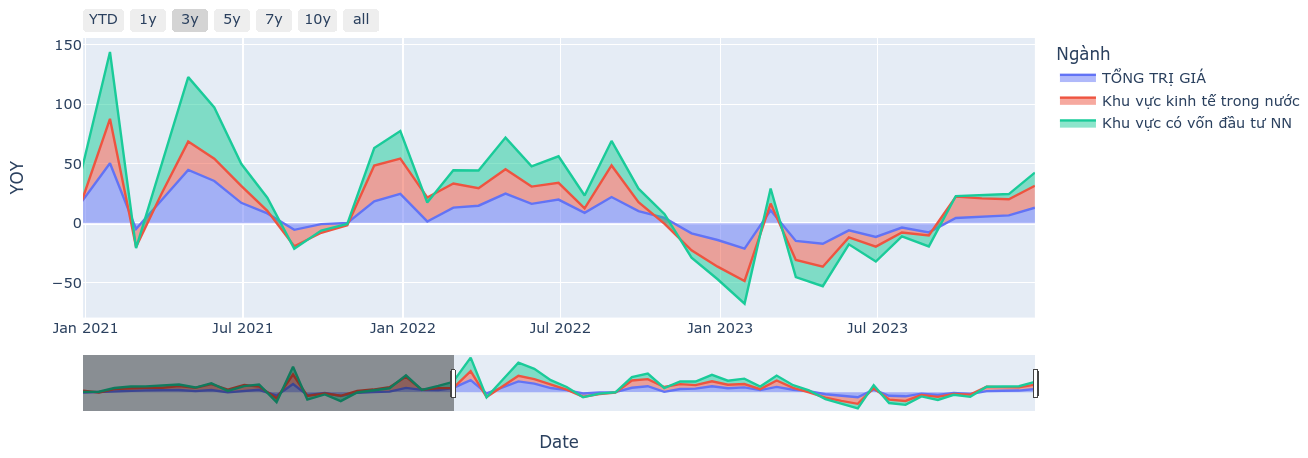 YTD 1y 3y 5y 7y 10y all
Ngành
TỔNG TRỊ GIÁ
Khu vực kinh tế trong nước
Khu vực có vốn đầu tư NN
YOY
150
100
50
0
−50
Jan 2021 Jul 2021 Jan 2022 Jul 2022 Jan 2023 Jul 2023
Date